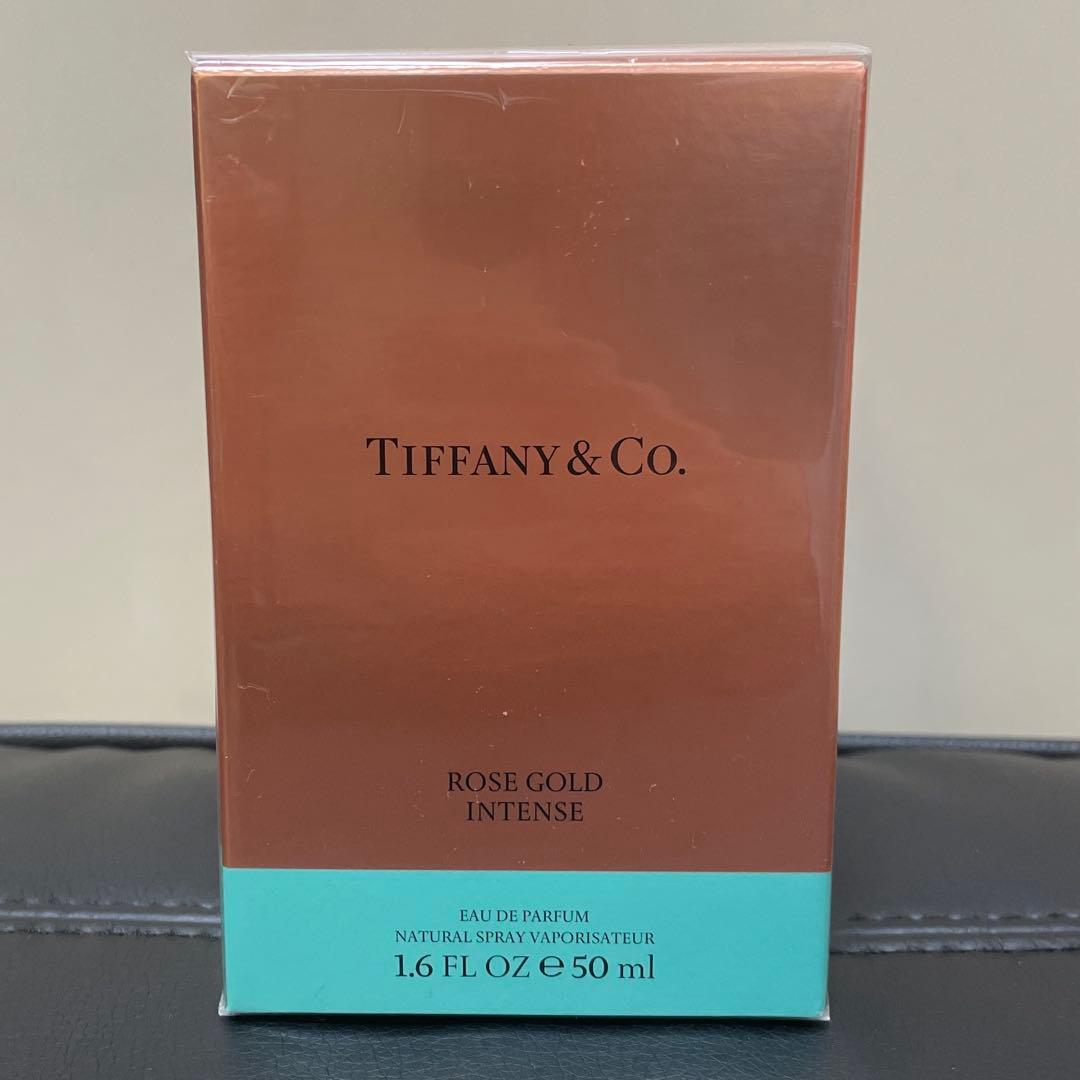 TIFFANY & CO.
ROSE GOLD
INTENSE
EAU DE PARFUM
NATURAL SPRAY VAPORISATEUR
1.6 FL OZ ℮ 50 ml